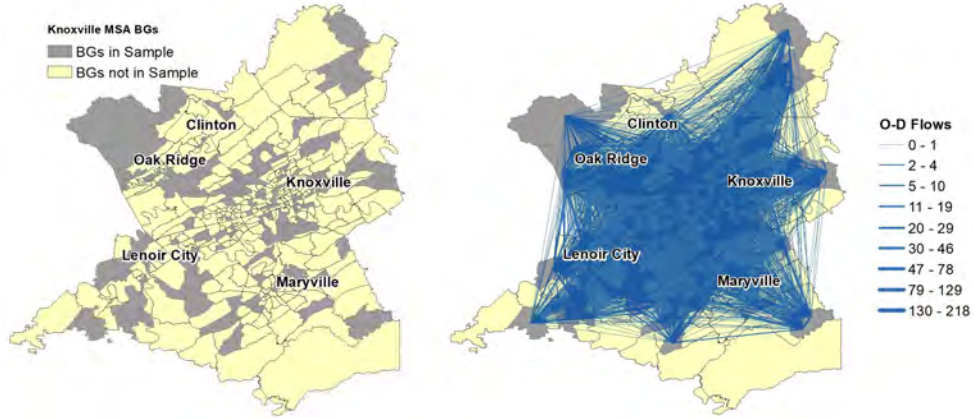 Knoxville MSA BGs
BGs in Sample
BGs not in Sample
Clinton
Oak Ridge
Knoxville
Lenoir City
Maryville
Clinton
Oak Ridge
Knoxville
Lenoir City
Maryville
O-D Flows
0 - 1
2 - 4
5 - 10
11 - 19
20 - 29
30 - 46
47 - 78
79 - 129
130 - 218